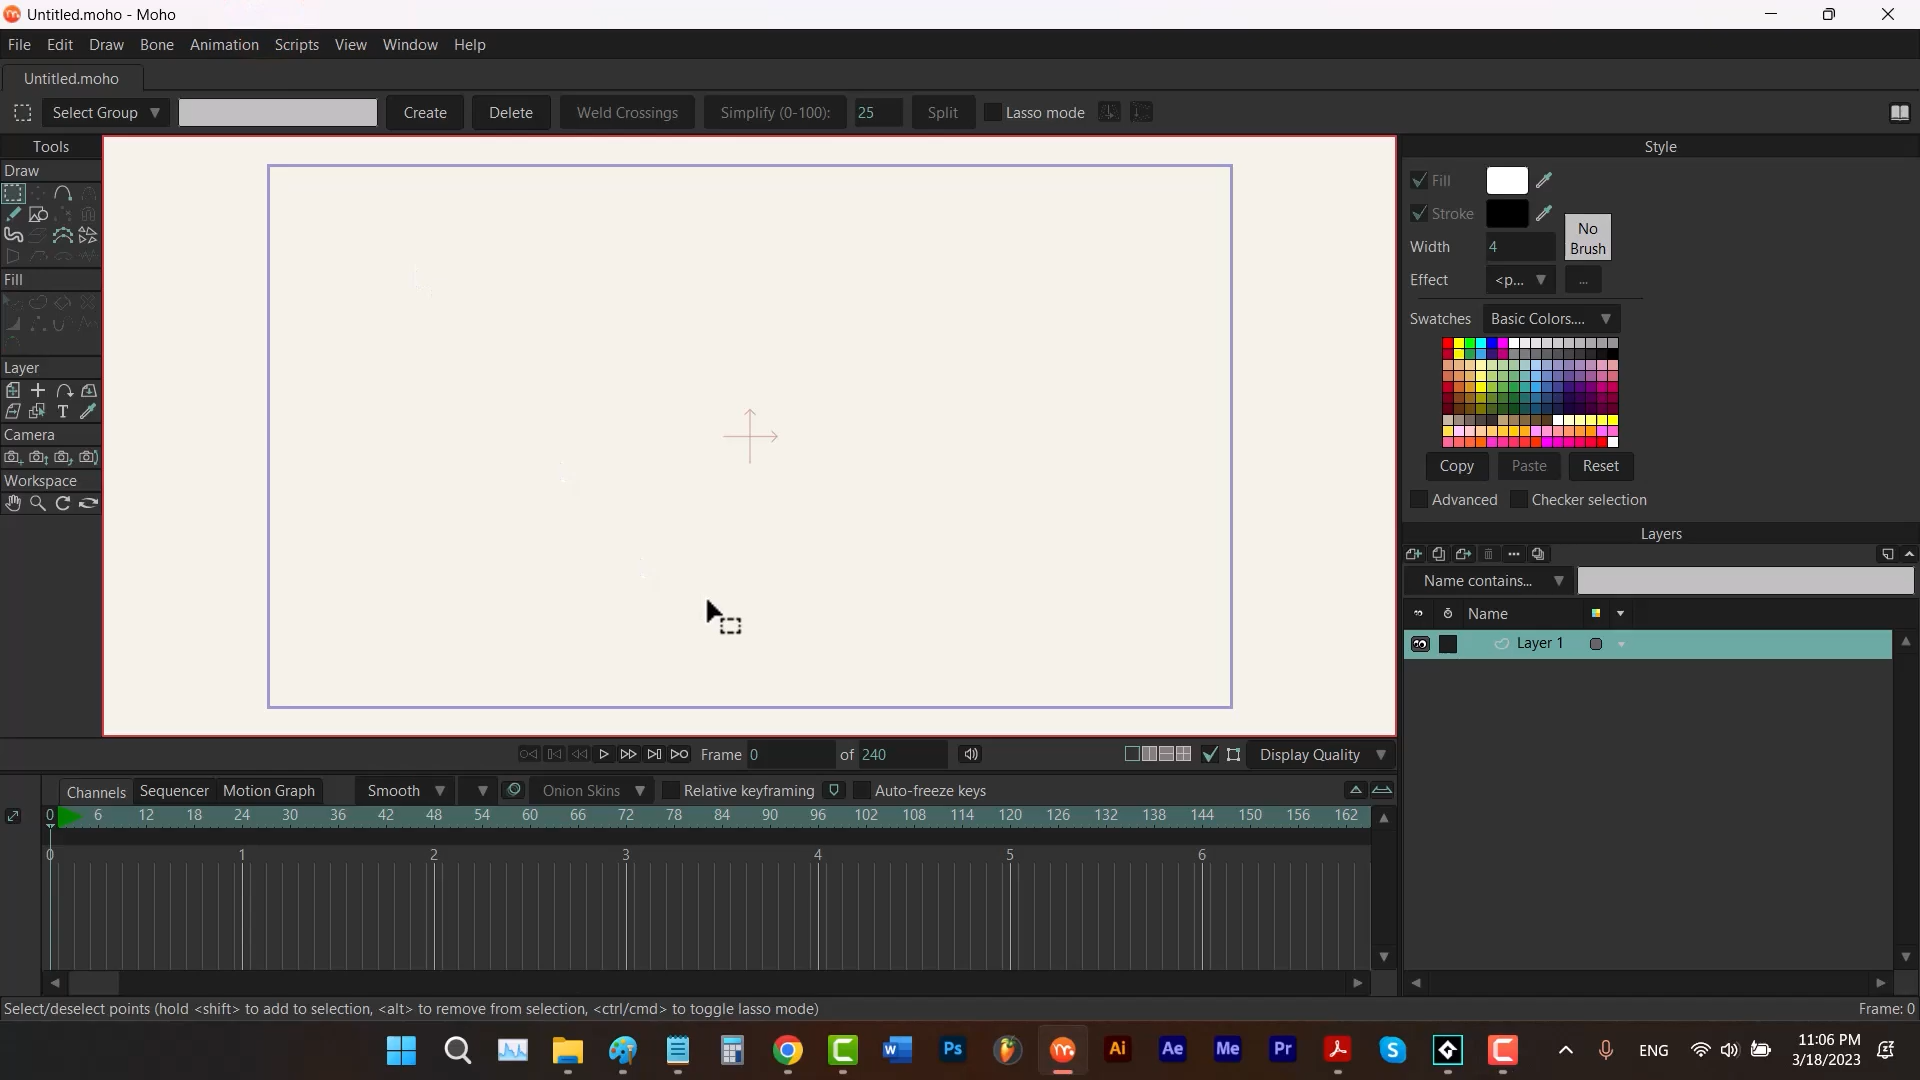 Untitled.moho - Moho
File Edit Draw Bone Animation Scripts View Window Help
Untitled.moho
Select Group Create Delete Weld Crossings Simplify (0-100): 25 Split Lasso mode
Tools
Draw
Fill
Layer
T
Camera
Workspace
Style
Fill
Stroke
Width 4
No
Brush
Effect <p... ...
Swatches Basic Colors....
Copy Paste Reset
Advanced Checker selection
Layers
Name contains...
Name
Layer 1
Frame 0 of 240 Display Quality
Channels Sequencer Motion Graph Smooth Onion Skins Relative keyframing Auto-freeze keys
0 6 12 18 24 30 36 42 48 54 60 66 72 78 84 90 96 102 108 114 120 126 132 138 144 150 156 162
0 1 2 3 4 5 6
Select/deselect points (hold <shift> to add to selection, <alt> to remove from selection, <ctrl/cmd> to toggle lasso mode) Frame: 0
W Ps Ai Ae Me Pr S ENG 11:06 PM
3/18/2023